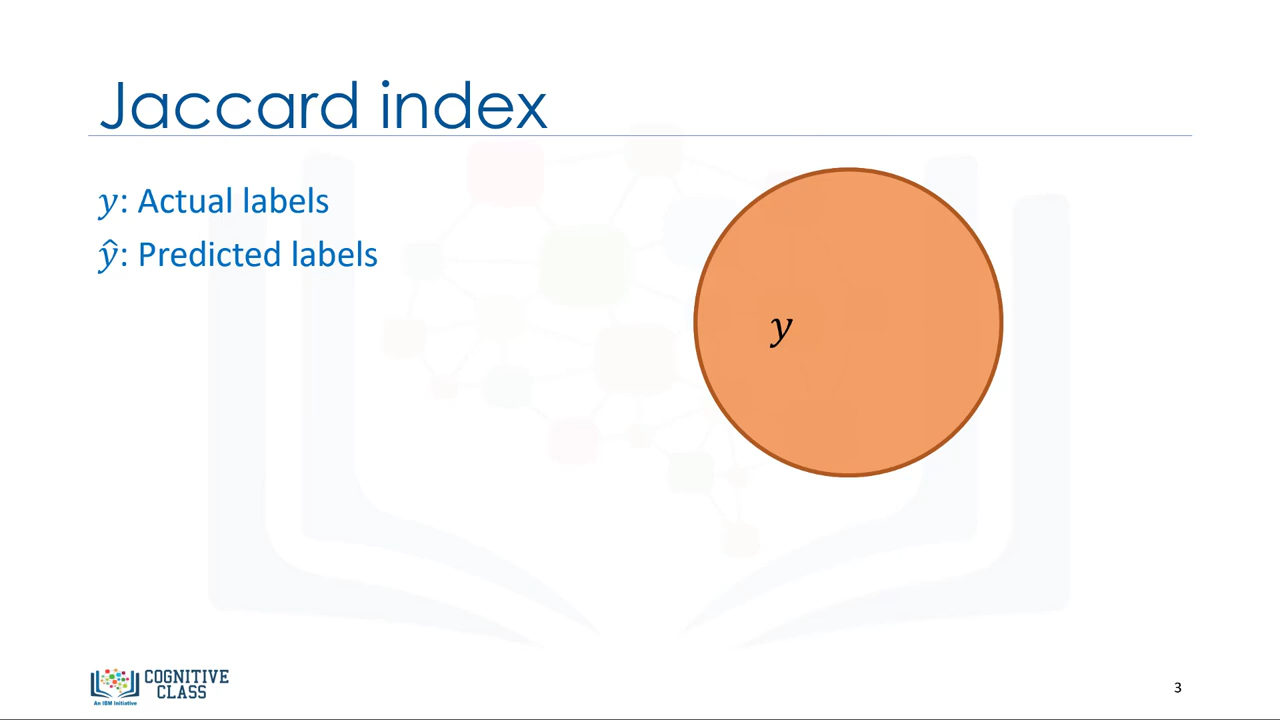 Jaccard index
y: Actual labels
ŷ: Predicted labels
y
COGNITIVE
CLASS
An IBM Initiative
3